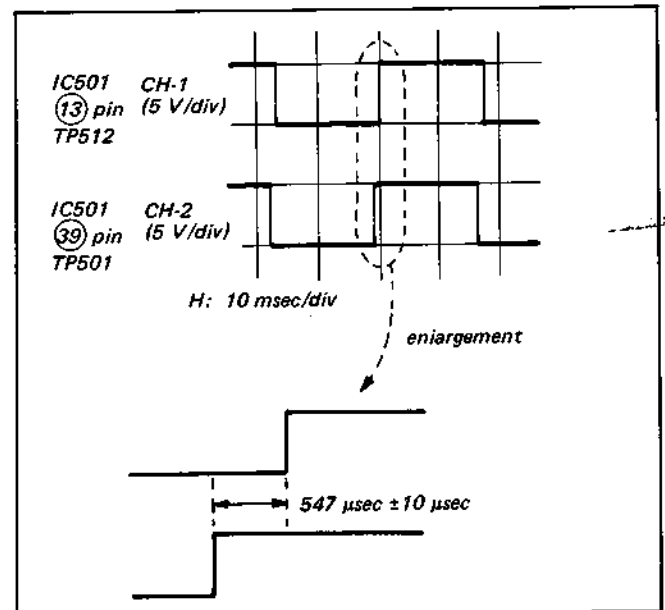 IC501 CH-1
⑬ pin (5 V/div)
TP512
IC501 CH-2
㊴ pin (5 V/div)
TP501
H: 10 msec/div
enlargement
547 μsec ±10 μsec